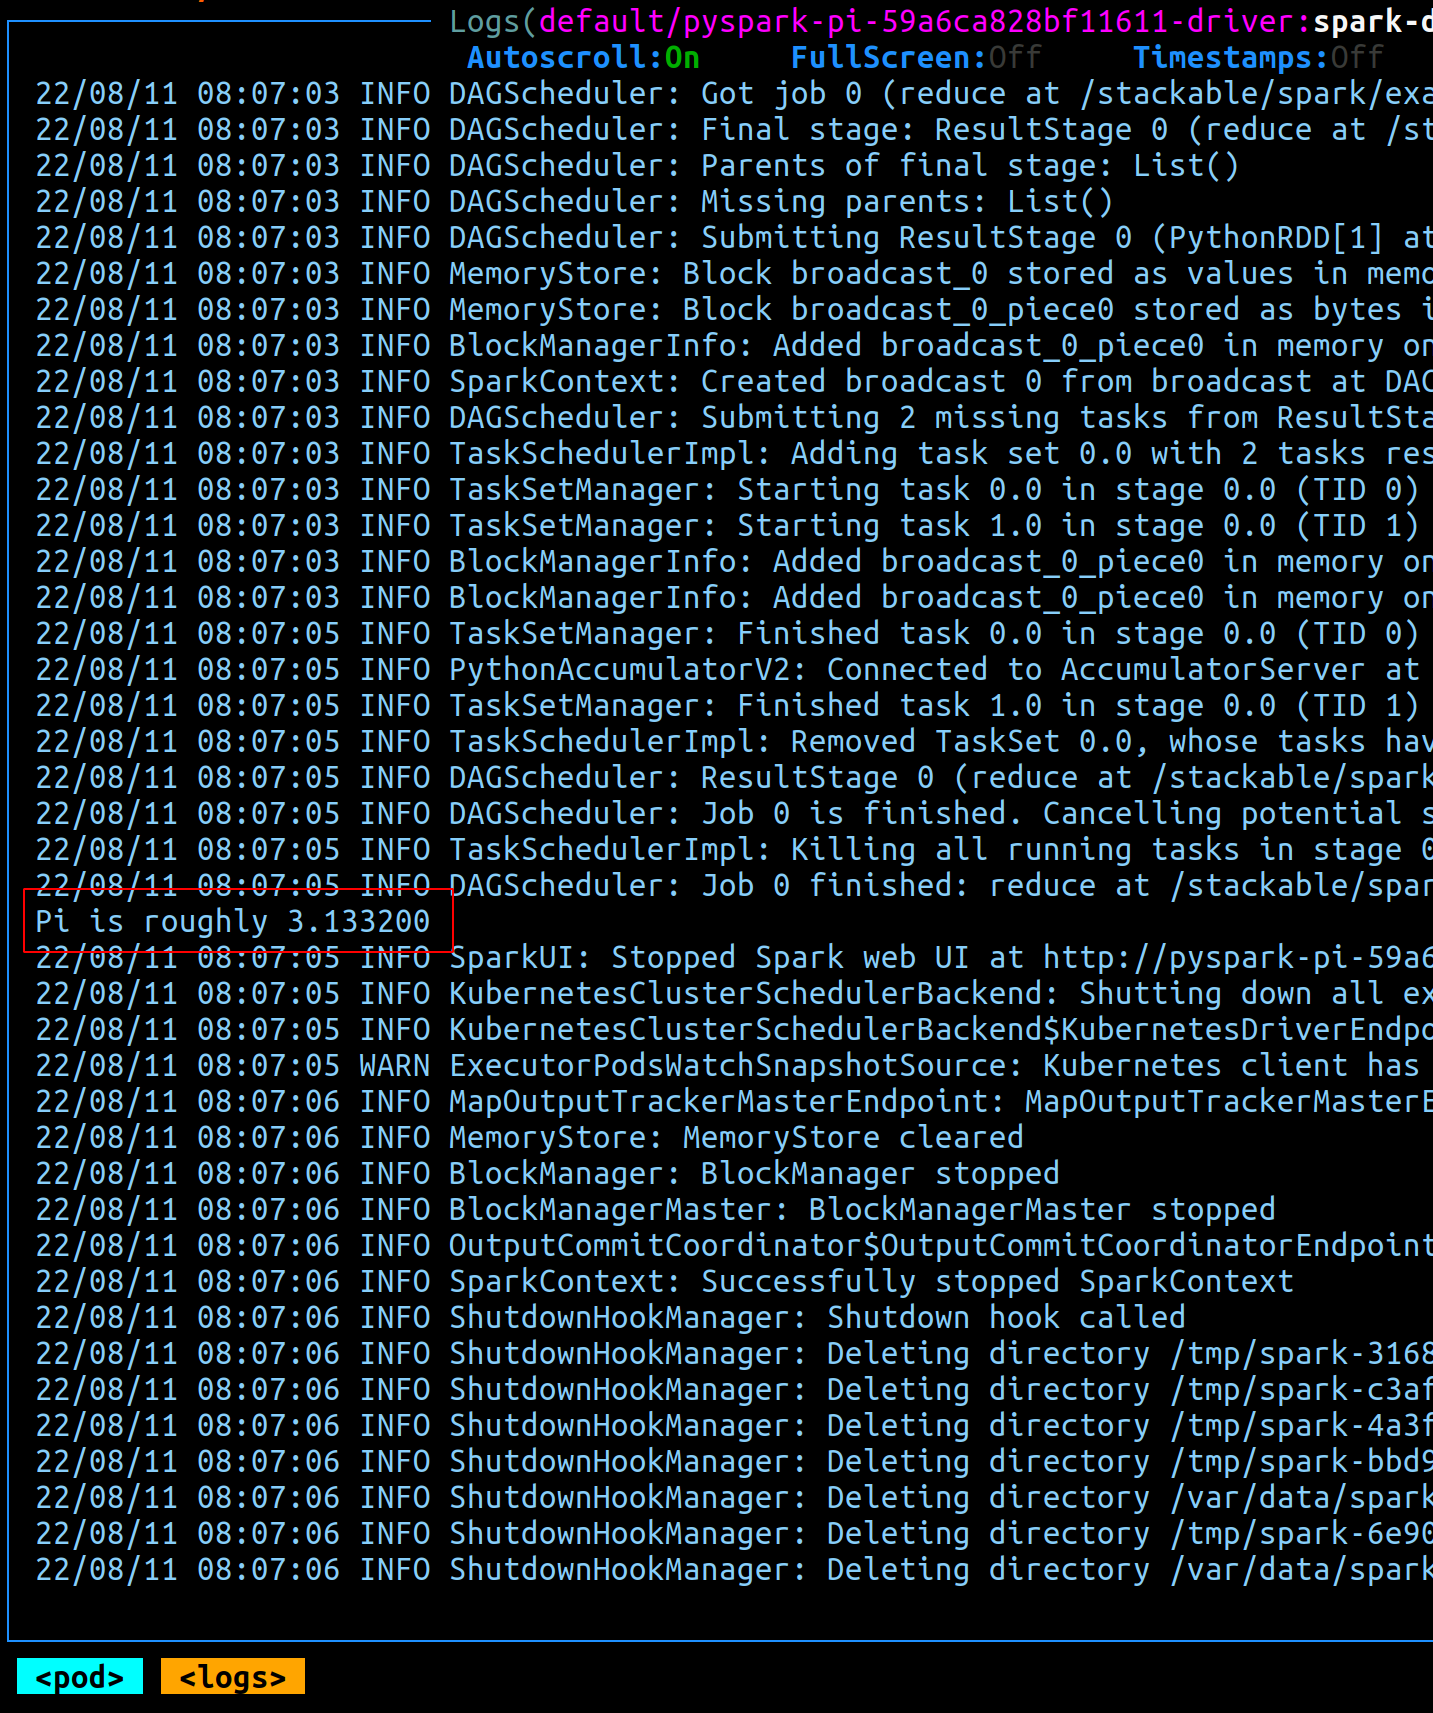 Logs(default/pyspark-pi-59a6ca828bf11611-driver:spark-d
Autoscroll:On FullScreen:Off Timestamps:Off
22/08/11 08:07:03 INFO DAGScheduler: Got job 0 (reduce at /stackable/spark/exa
22/08/11 08:07:03 INFO DAGScheduler: Final stage: ResultStage 0 (reduce at /st
22/08/11 08:07:03 INFO DAGScheduler: Parents of final stage: List()
22/08/11 08:07:03 INFO DAGScheduler: Missing parents: List()
22/08/11 08:07:03 INFO DAGScheduler: Submitting ResultStage 0 (PythonRDD[1] at
22/08/11 08:07:03 INFO MemoryStore: Block broadcast_0 stored as values in memo
22/08/11 08:07:03 INFO MemoryStore: Block broadcast_0_piece0 stored as bytes i
22/08/11 08:07:03 INFO BlockManagerInfo: Added broadcast_0_piece0 in memory on
22/08/11 08:07:03 INFO SparkContext: Created broadcast 0 from broadcast at DAG
22/08/11 08:07:03 INFO DAGScheduler: Submitting 2 missing tasks from ResultSta
22/08/11 08:07:03 INFO TaskSchedulerImpl: Adding task set 0.0 with 2 tasks res
22/08/11 08:07:03 INFO TaskSetManager: Starting task 0.0 in stage 0.0 (TID 0)
22/08/11 08:07:03 INFO TaskSetManager: Starting task 1.0 in stage 0.0 (TID 1)
22/08/11 08:07:03 INFO BlockManagerInfo: Added broadcast_0_piece0 in memory on
22/08/11 08:07:03 INFO BlockManagerInfo: Added broadcast_0_piece0 in memory on
22/08/11 08:07:05 INFO TaskSetManager: Finished task 0.0 in stage 0.0 (TID 0)
22/08/11 08:07:05 INFO PythonAccumulatorV2: Connected to AccumulatorServer at
22/08/11 08:07:05 INFO TaskSetManager: Finished task 1.0 in stage 0.0 (TID 1)
22/08/11 08:07:05 INFO TaskSchedulerImpl: Removed TaskSet 0.0, whose tasks hav
22/08/11 08:07:05 INFO DAGScheduler: ResultStage 0 (reduce at /stackable/spark
22/08/11 08:07:05 INFO DAGScheduler: Job 0 is finished. Cancelling potential s
22/08/11 08:07:05 INFO TaskSchedulerImpl: Killing all running tasks in stage 0
22/08/11 08:07:05 INFO DAGScheduler: Job 0 finished: reduce at /stackable/spar
Pi is roughly 3.133200
22/08/11 08:07:05 INFO SparkUI: Stopped Spark web UI at http://pyspark-pi-59a6
22/08/11 08:07:05 INFO KubernetesClusterSchedulerBackend: Shutting down all ex
22/08/11 08:07:05 INFO KubernetesClusterSchedulerBackend$KubernetesDriverEndpo
22/08/11 08:07:05 WARN ExecutorPodsWatchSnapshotSource: Kubernetes client has
22/08/11 08:07:06 INFO MapOutputTrackerMasterEndpoint: MapOutputTrackerMasterE
22/08/11 08:07:06 INFO MemoryStore: MemoryStore cleared
22/08/11 08:07:06 INFO BlockManager: BlockManager stopped
22/08/11 08:07:06 INFO BlockManagerMaster: BlockManagerMaster stopped
22/08/11 08:07:06 INFO OutputCommitCoordinator$OutputCommitCoordinatorEndpoint
22/08/11 08:07:06 INFO SparkContext: Successfully stopped SparkContext
22/08/11 08:07:06 INFO ShutdownHookManager: Shutdown hook called
22/08/11 08:07:06 INFO ShutdownHookManager: Deleting directory /tmp/spark-3168
22/08/11 08:07:06 INFO ShutdownHookManager: Deleting directory /tmp/spark-c3af
22/08/11 08:07:06 INFO ShutdownHookManager: Deleting directory /tmp/spark-4a3f
22/08/11 08:07:06 INFO ShutdownHookManager: Deleting directory /tmp/spark-bbd9
22/08/11 08:07:06 INFO ShutdownHookManager: Deleting directory /var/data/spark
22/08/11 08:07:06 INFO ShutdownHookManager: Deleting directory /tmp/spark-6e90
22/08/11 08:07:06 INFO ShutdownHookManager: Deleting directory /var/data/spark
<pod> <logs>